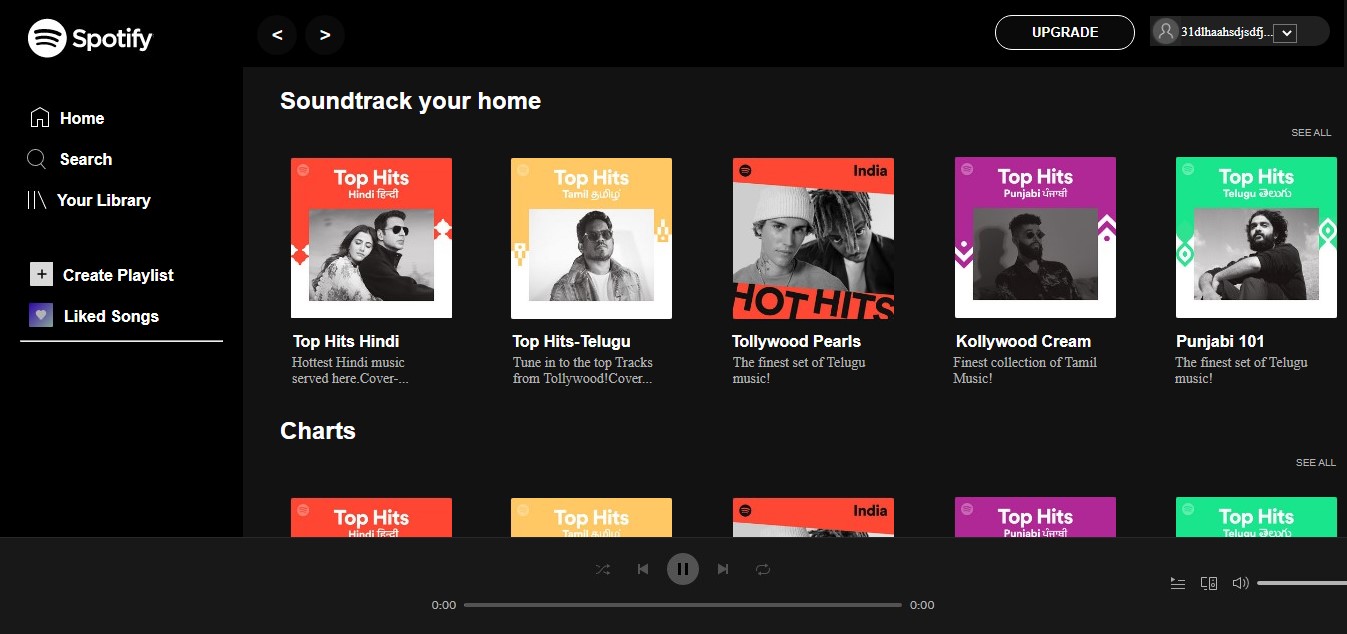 Spotify
< >
UPGRADE
31dlhaahsdjsdfj...
Home
Search
Your Library
+ Create Playlist
Liked Songs
Soundtrack your home
SEE ALL
Top Hits
Hindi हिन्दी
Top Hits
Tamil தமிழ்
India
HOT HITS
Top Hits
Punjabi ਪੰਜਾਬੀ
Top Hits
Telugu తెలుగు
Top Hits Hindi
Hottest Hindi music
served here.Cover-...
Top Hits-Telugu
Tune in to the top Tracks
from Tollywood!Cover...
Tollywood Pearls
The finest set of Telugu
music!
Kollywood Cream
Finest collection of Tamil
Music!
Punjabi 101
The finest set of Telugu
music!
Charts
SEE ALL
Top Hits
Hindi हिन्दी
Top Hits
Tamil தமிழ்
India
Top Hits
Punjabi ਪੰਜਾਬੀ
Top Hits
Telugu తెలుగు
0:00
0:00